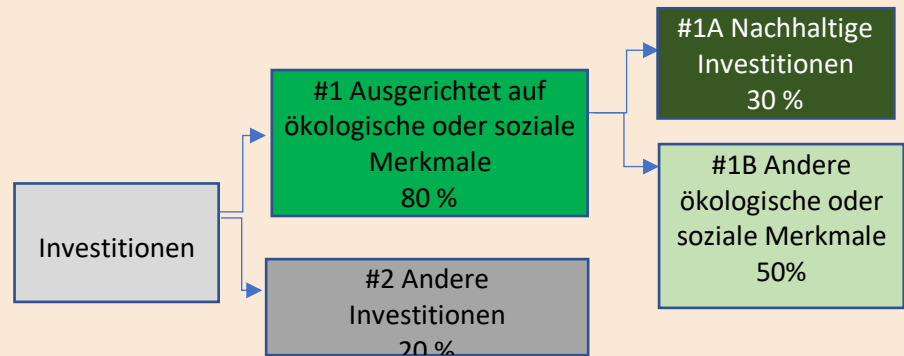 Investitionen
#1 Ausgerichtet auf
ökologische oder soziale
Merkmale
80 %
#2 Andere
Investitionen
20 %
#1A Nachhaltige
Investitionen
30 %
#1B Andere
ökologische oder
soziale Merkmale
50%